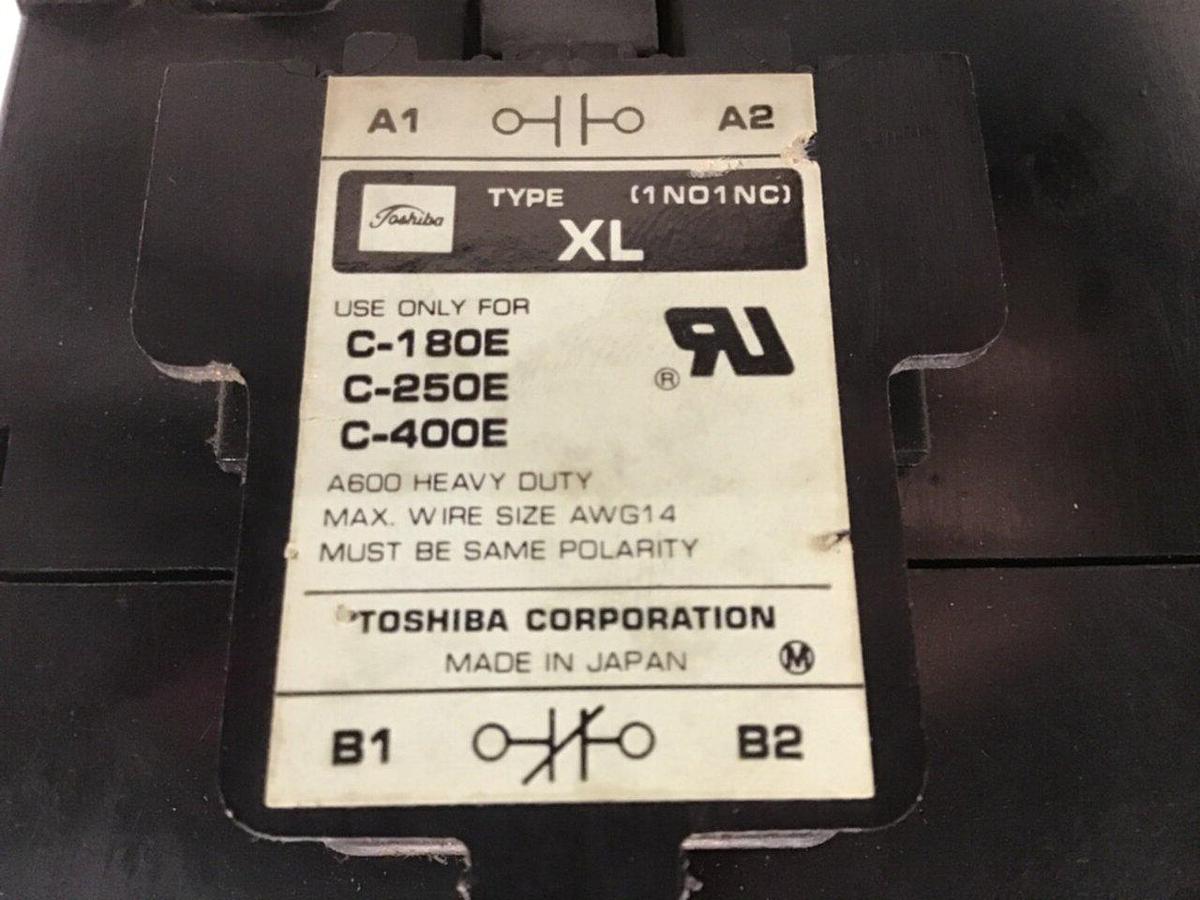 A1 A2
Toshiba TYPE (1NO1NC)
XL
USE ONLY FOR
C-180E
C-250E
C-400E
RU
®
A600 HEAVY DUTY
MAX. WIRE SIZE AWG14
MUST BE SAME POLARITY
TOSHIBA CORPORATION
MADE IN JAPAN M
B1 B2